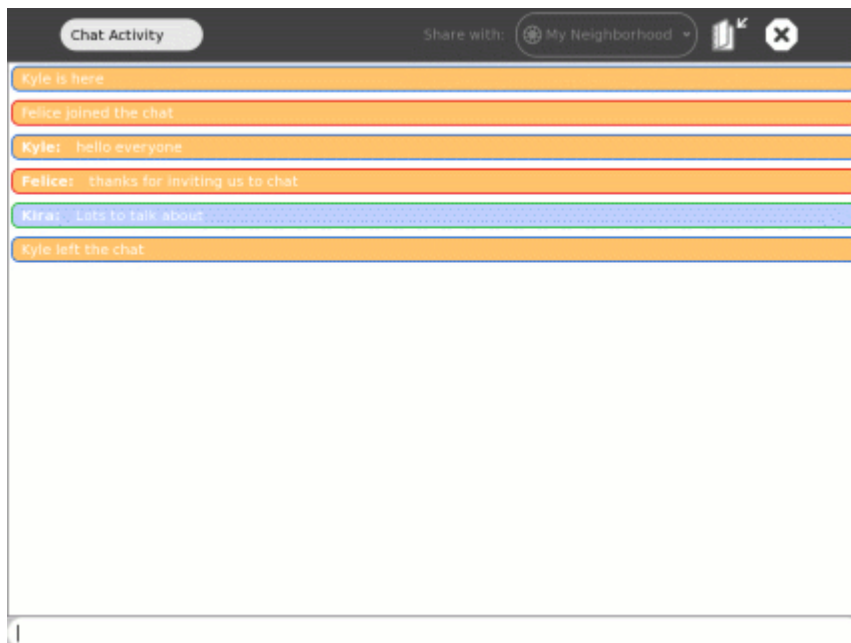 Chat Activity Share with: My Neighborhood
Kyle is here
Felice joined the chat
Kyle: hello everyone
Felice: thanks for inviting us to chat
Kira: Lots to talk about
Kyle left the chat